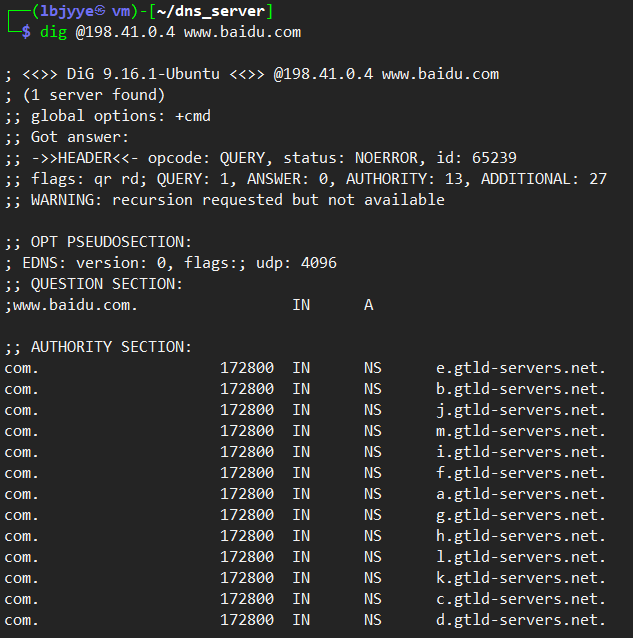 ┌──(lbjyye㉿ vm)-[~/dns_server]
└─$ dig @198.41.0.4 www.baidu.com
; <<>> DiG 9.16.1-Ubuntu <<>> @198.41.0.4 www.baidu.com
; (1 server found)
;; global options: +cmd
;; Got answer:
;; ->>HEADER<<- opcode: QUERY, status: NOERROR, id: 65239
;; flags: qr rd; QUERY: 1, ANSWER: 0, AUTHORITY: 13, ADDITIONAL: 27
;; WARNING: recursion requested but not available
;; OPT PSEUDOSECTION:
; EDNS: version: 0, flags:; udp: 4096
;; QUESTION SECTION:
;www.baidu.com. IN A
;; AUTHORITY SECTION:
com. 172800 IN NS e.gtld-servers.net.
com. 172800 IN NS b.gtld-servers.net.
com. 172800 IN NS j.gtld-servers.net.
com. 172800 IN NS m.gtld-servers.net.
com. 172800 IN NS i.gtld-servers.net.
com. 172800 IN NS f.gtld-servers.net.
com. 172800 IN NS a.gtld-servers.net.
com. 172800 IN NS g.gtld-servers.net.
com. 172800 IN NS h.gtld-servers.net.
com. 172800 IN NS l.gtld-servers.net.
com. 172800 IN NS k.gtld-servers.net.
com. 172800 IN NS c.gtld-servers.net.
com. 172800 IN NS d.gtld-servers.net.